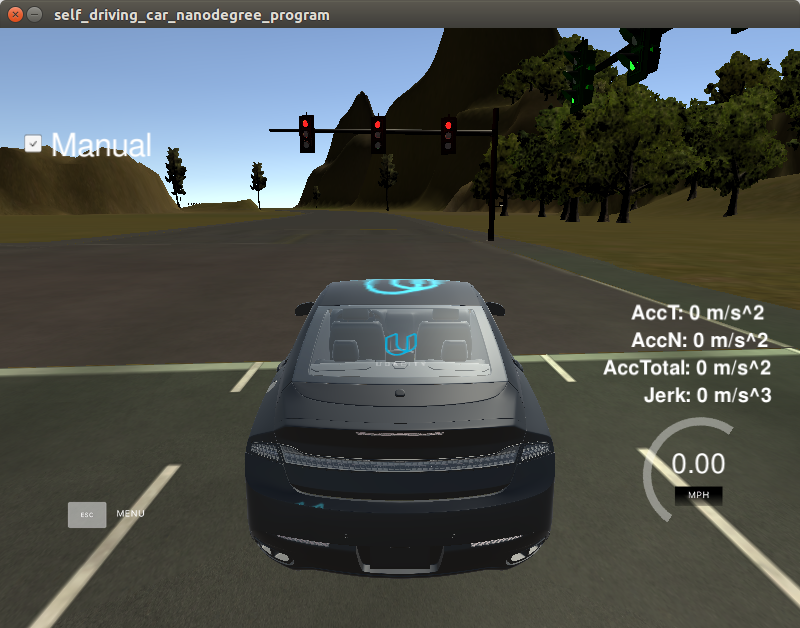 self_driving_car_nanodegree_program
Manual
AccT: 0 m/s^2
AccN: 0 m/s^2
AccTotal: 0 m/s^2
Jerk: 0 m/s^3
0.00
MPH
ESC MENU